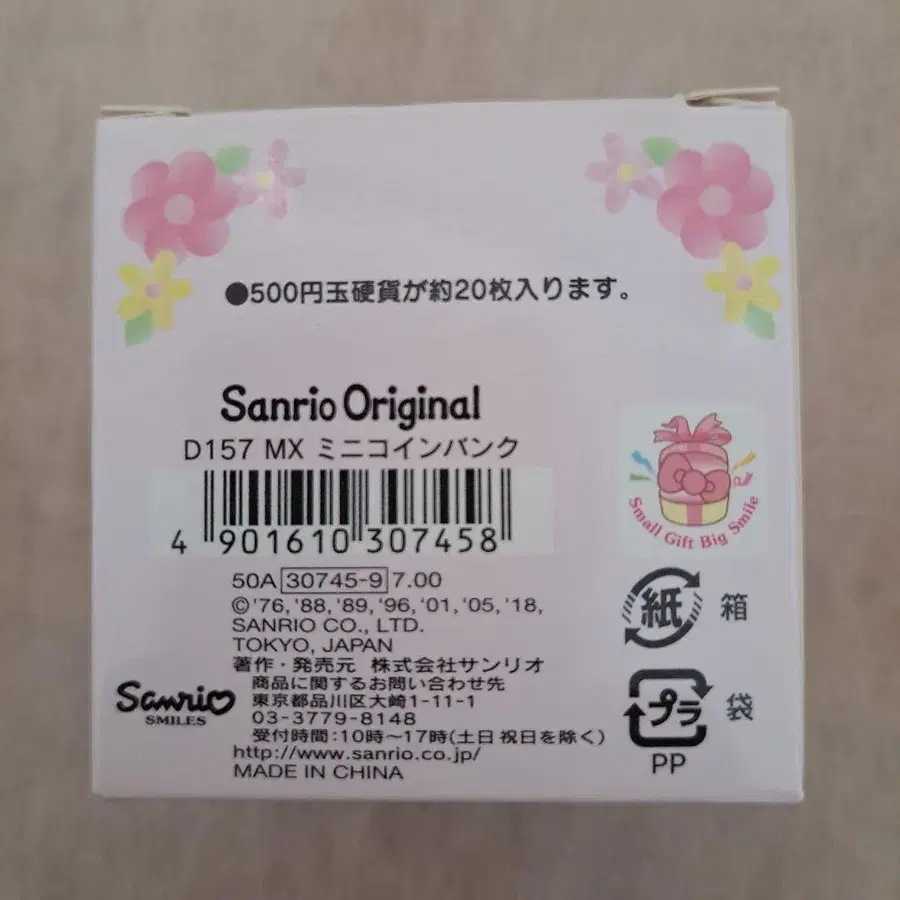 ●500円玉硬貨が約20枚入ります。
Sanrio Original
D157 MX ミニコインバンク
4 901610 307458
50A 30745-9 7.00
©'76,'88,'89,'96,'01,'05,'18,
SANRIO CO., LTD.
TOKYO, JAPAN
著作・発売元 株式会社サンリオ
商品に関するお問い合わせ先
東京都品川区大崎1-11-1
03-3779-8148
受付時間:10時〜17時(土日祝日を除く)
http://www.sanrio.co.jp/
MADE IN CHINA
Sanrio
SMILES
Small Gift Big Smile
紙 箱
プラ 袋
PP